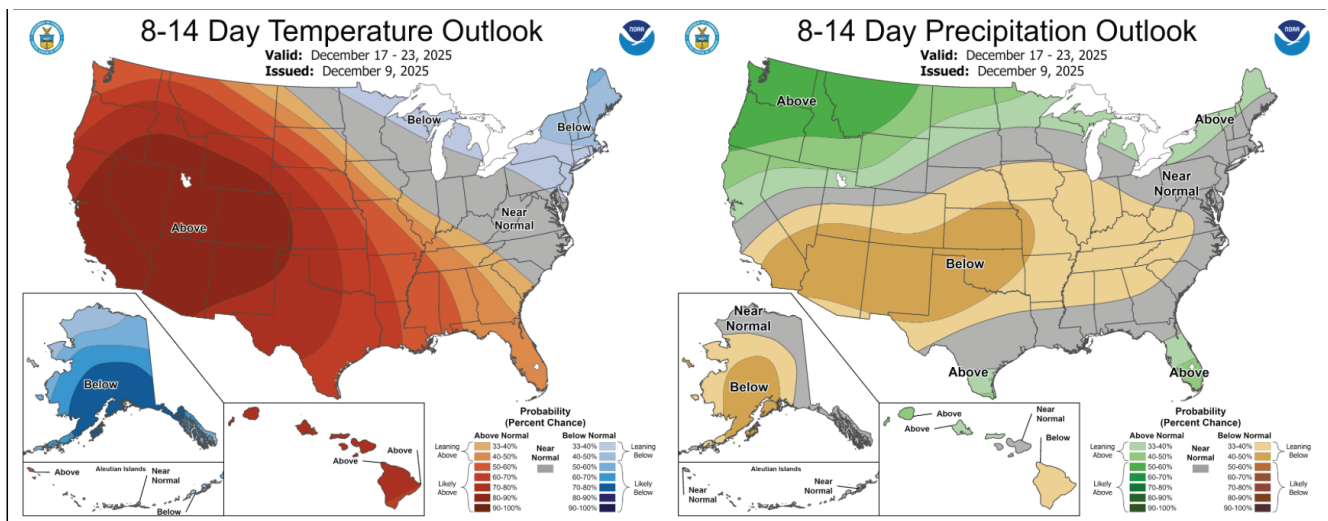 8-14 Day Temperature Outlook
Valid: December 17 - 23, 2025
Issued: December 9, 2025
NOAA
Below
Below
Above
Near
Normal
Below
Above
Aleutian Islands
Near
Normal
Below
Above
Above
Probability
(Percent Chance)
Above Normal
Below Normal
Leaning
Above
Likely
Above
33-40%
40-50%
50-60%
60-70%
70-80%
80-90%
90-100%
Near
Normal
33-40%
40-50%
50-60%
60-70%
70-80%
80-90%
90-100%
Leaning
Below
Likely
Below
8-14 Day Precipitation Outlook
Valid: December 17 - 23, 2025
Issued: December 9, 2025
NOAA
Above
Above
Near
Normal
Below
Above
Above
Near
Normal
Below
Aleutian Islands
Near
Normal
Near
Normal
Above
Above
Near
Normal
Below
Probability
(Percent Chance)
Above Normal
Below Normal
Leaning
Above
Likely
Above
33-40%
40-50%
50-60%
60-70%
70-80%
80-90%
90-100%
Near
Normal
33-40%
40-50%
50-60%
60-70%
70-80%
80-90%
90-100%
Leaning
Below
Likely
Below